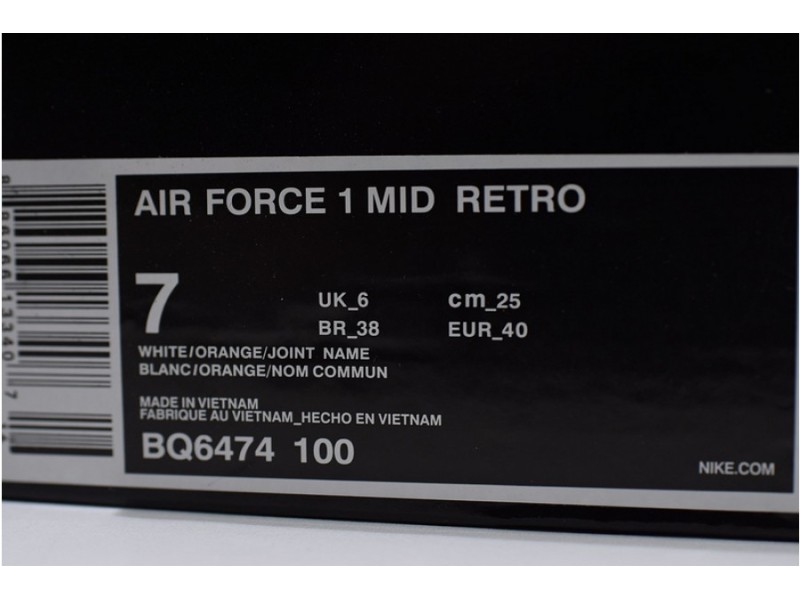 AIR FORCE 1 MID RETRO
7
UK_6 cm_25
BR_38 EUR_40
WHITE/ORANGE/JOINT NAME
BLANC/ORANGE/NOM COMMUN
MADE IN VIETNAM
FABRIQUE AU VIETNAM_HECHO EN VIETNAM
BQ6474 100
NIKE.COM